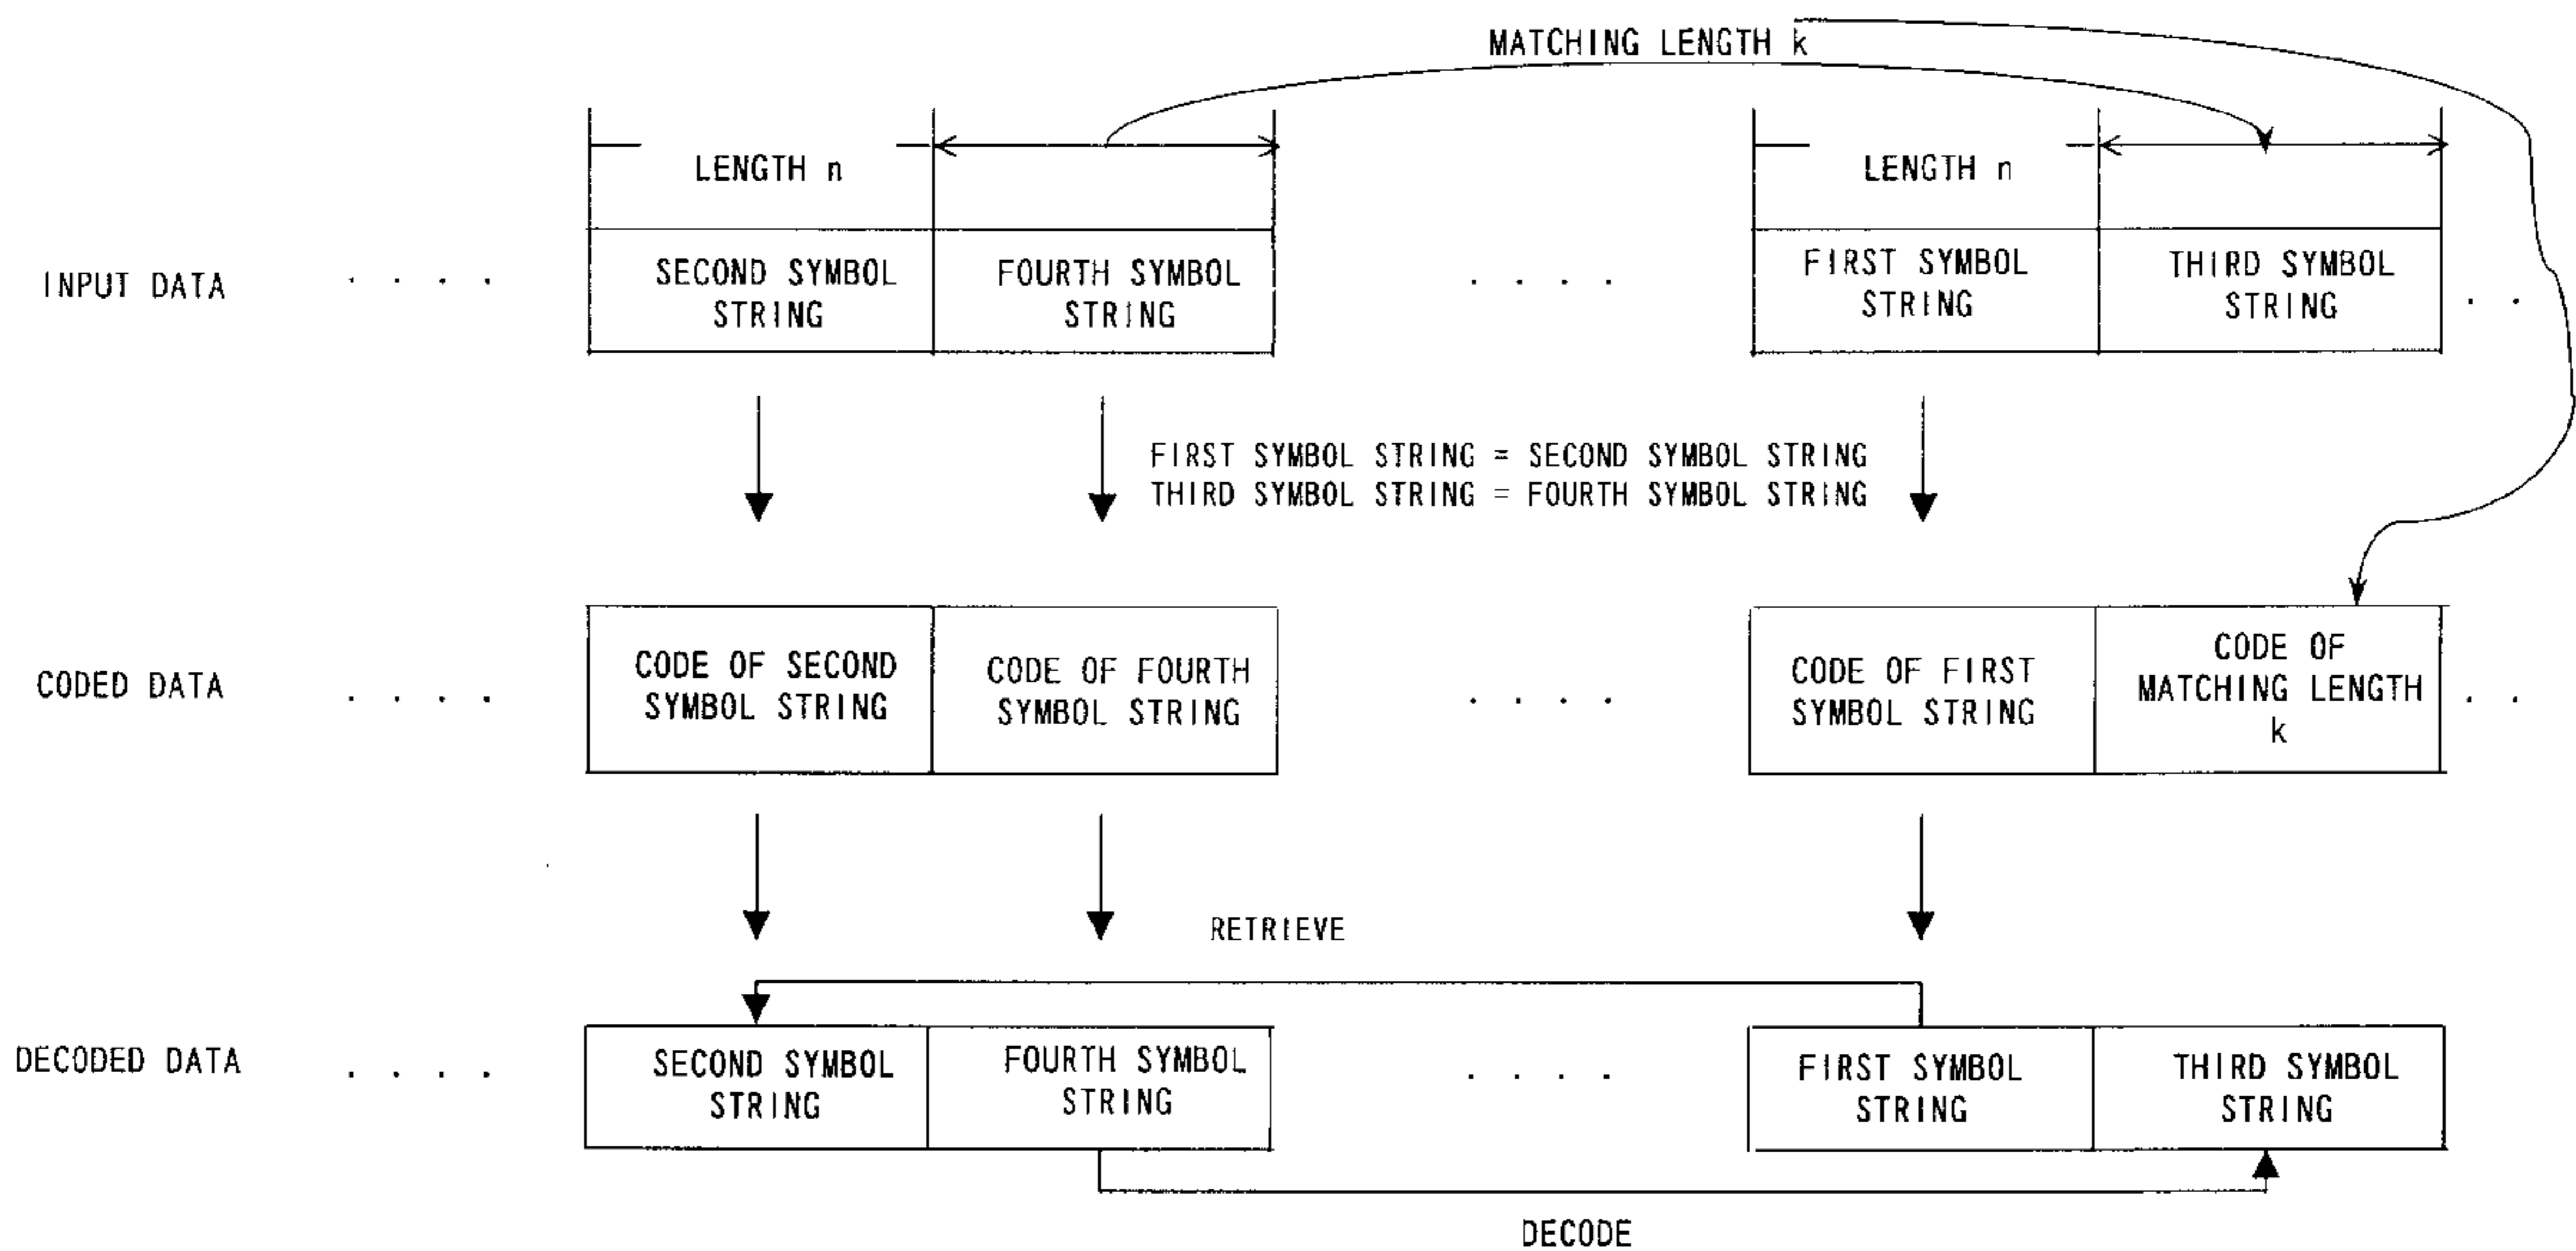 MATCHING LENGTH k
LENGTH n
LENGTH n
INPUT DATA
. . . .
SECOND SYMBOL
STRING
FOURTH SYMBOL
STRING
. . . .
FIRST SYMBOL
STRING
THIRD SYMBOL
STRING
. .
FIRST SYMBOL STRING = SECOND SYMBOL STRING
THIRD SYMBOL STRING = FOURTH SYMBOL STRING
CODED DATA
. . . .
CODE OF SECOND
SYMBOL STRING
CODE OF FOURTH
SYMBOL STRING
. . . .
CODE OF FIRST
SYMBOL STRING
CODE OF
MATCHING LENGTH
k
. .
RETRIEVE
DECODED DATA
. . . .
SECOND SYMBOL
STRING
FOURTH SYMBOL
STRING
. . . .
FIRST SYMBOL
STRING
THIRD SYMBOL
STRING
DECODE